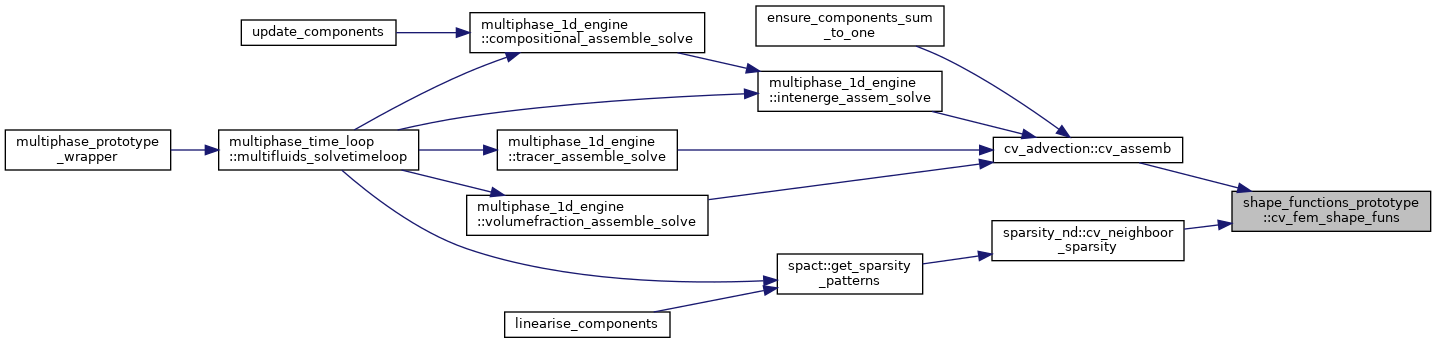 update_components
multiphase_1d_engine
::compositional_assemble_solve
ensure_components_sum
_to_one
multiphase_1d_engine
::intenerge_assem_solve
multiphase_prototype
_wrapper
multiphase_time_loop
::multifluids_solvetimeloop
multiphase_1d_engine
::tracer_assemble_solve
cv_advection::cv_assemb
multiphase_1d_engine
::volumefraction_assemble_solve
shape_functions_prototype
::cv_fem_shape_funs
sparsity_nd::cv_neighboor
_sparsity
spact::get_sparsity
_patterns
linearise_components